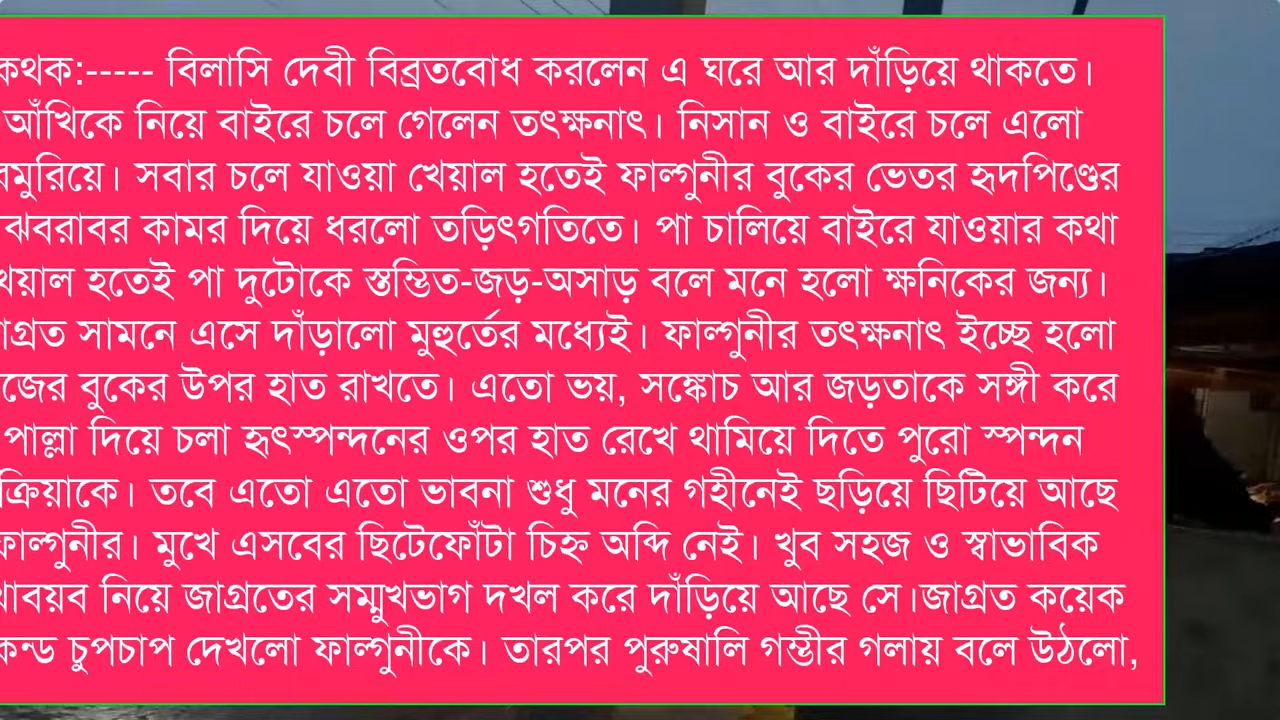 কথক:----- বিলাসি দেবী বিব্রতবোধ করলেন এ ঘরে আর দাঁড়িয়ে থাকতে।
আঁখিকে নিয়ে বাইরে চলে গেলেন তৎক্ষনাৎ। নিসান ও বাইরে চলে এলো
সবার চলে যাওয়া খেয়াল হতেই ফাল্গুনীর বুকের ভেতর হৃদপিণ্ডের
কামর দিয়ে ধরলো তড়িৎগতিতে। পা চালিয়ে বাইরে যাওয়ার কথা
হতেই পা দুটোকে স্তম্ভিত-জড়-অসাড় বলে মনে হলো ক্ষনিকের জন্য।
সামনে এসে দাঁড়ালো মুহুর্তের মধ্যেই। ফাল্গুনীর তৎক্ষনাৎ ইচ্ছে হলো
বুকের উপর হাত রাখতে। এতো ভয়, সঙ্কোচ আর জড়তাকে সঙ্গী করে
পাল্লা দিয়ে চলা হৃৎস্পন্দনের ওপর হাত রেখে থামিয়ে দিতে পুরো স্পন্দন
ক্রিয়াকে। তবে এতো এতো ভাবনা শুধু মনের গহীনেই ছড়িয়ে ছিটিয়ে আছে
ফাল্গুনীর। মুখে এসবের ছিটেফোঁটা চিহ্ন অব্দি নেই। খুব সহজ ও স্বাভাবিক
নিয়ে জাগ্রতের সম্মুখভাগ দখল করে দাঁড়িয়ে আছে সে।জাগ্রত কয়েক
চুপচাপ দেখলো ফাল্গুনীকে। তারপর পুরুষালি গম্ভীর গলায় বলে উঠলো,